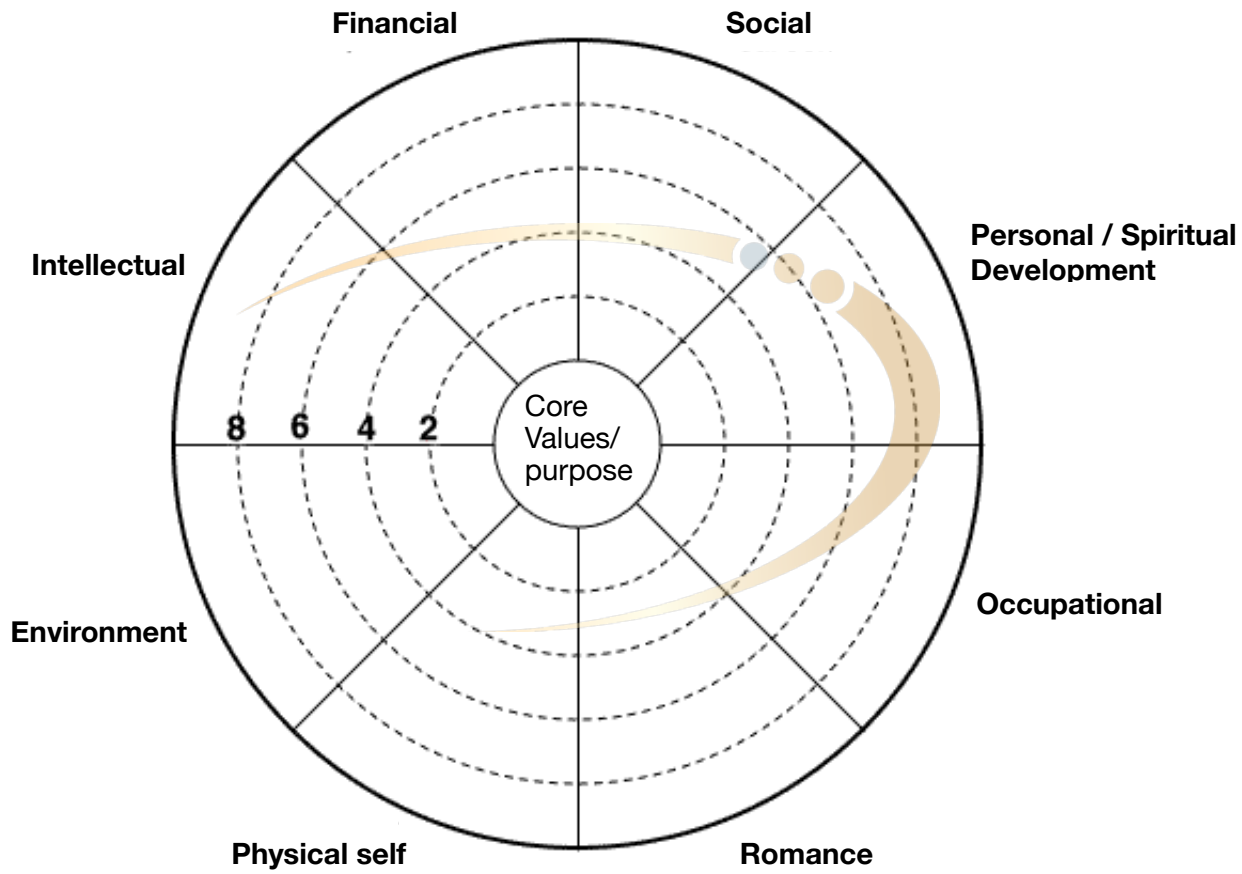 Financial
Social
Intellectual
Personal / Spiritual
Development
8 6 4 2
Core
Values/
purpose
Environment
Occupational
Physical self
Romance